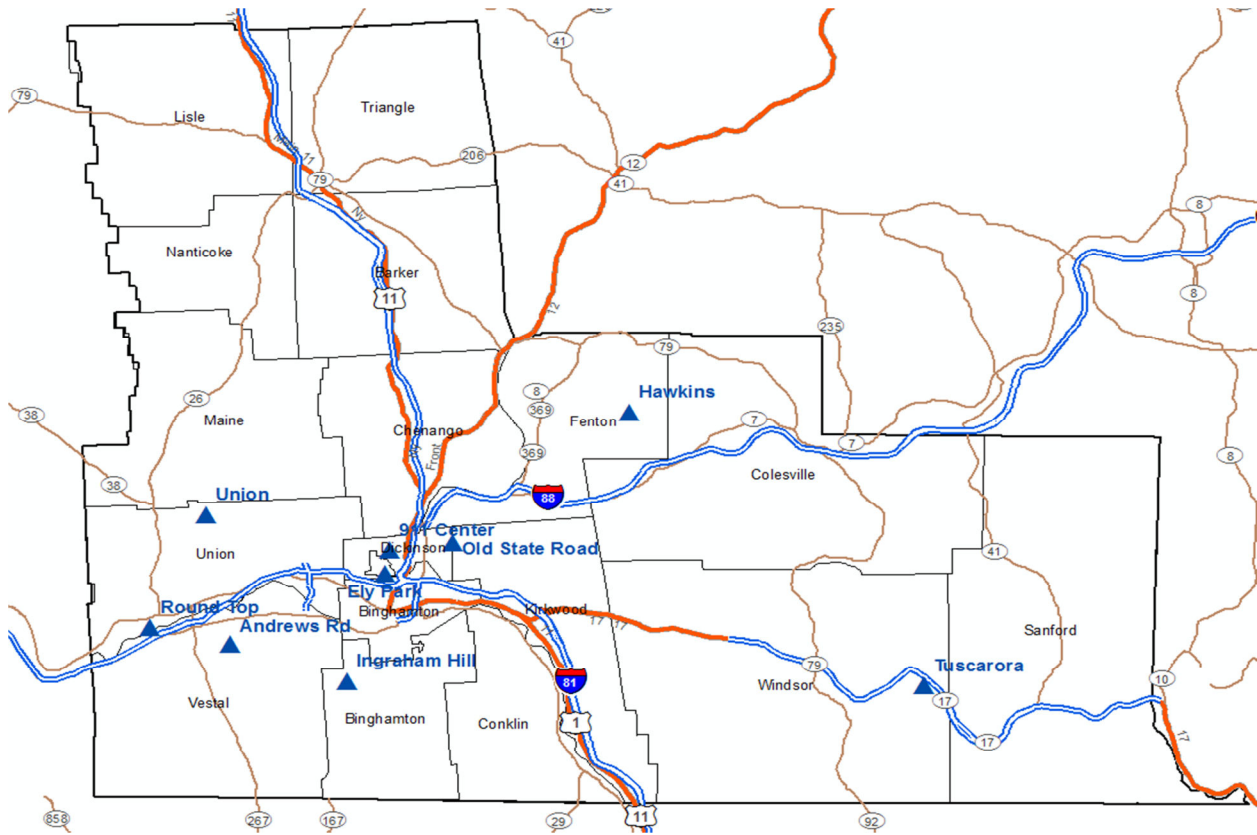 11
41
79
Lisle
Triangle
11
206
12
79
41
8
Ny
8
Nanticoke
Barker
11
12
8
235
79
8
Hawkins
26
369
38
Maine
Fenton
7
Chenango
7
Front
369
8
Colesville
38
88
Union
911 Center
Union
Dickinson
Old State Road
41
Ely Park
Round Top
Binghamton
Kirkwood
Andrews Rd
17
17
11
Sanford
Ingraham Hill
79
Tuscarora
81
Windsor
10
Vestal
17
Binghamton
Conklin
1
17
17
11
858
267
167
29
92